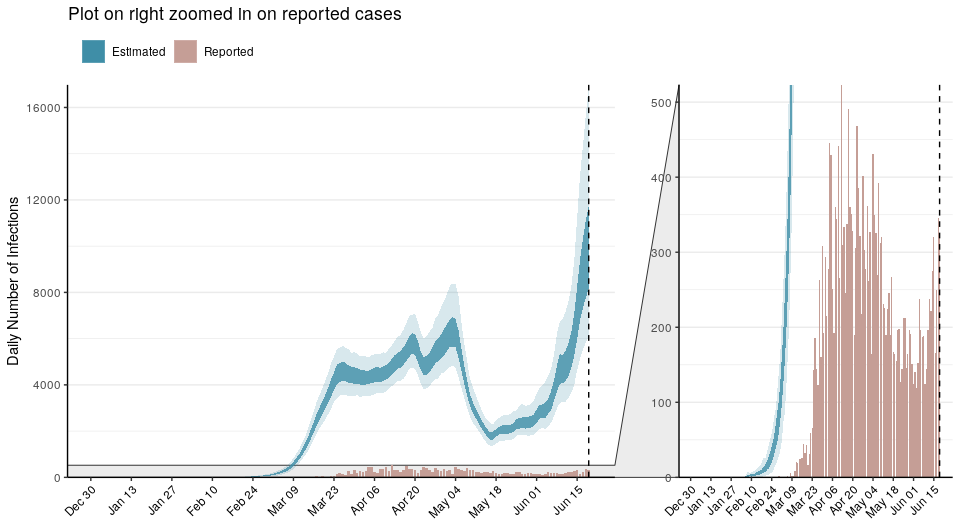 Plot on right zoomed in on reported cases
Estimated Reported
Daily Number of Infections
16000
12000
8000
4000
0
Dec 30 Jan 13 Jan 27 Feb 10 Feb 24 Mar 09 Mar 23 Apr 06 Apr 20 May 04 May 18 Jun 01 Jun 15
500
400
300
200
100
0
Dec 30 Jan 13 Jan 27 Feb 10 Feb 24 Mar 09 Mar 23 Apr 06 Apr 20 May 04 May 18 Jun 01 Jun 15